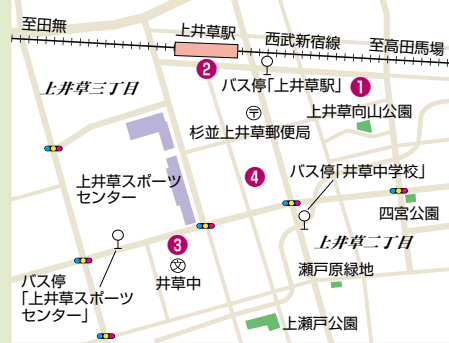 至田無
上井草駅
西武新宿線
至高田馬場
上井草三丁目
❷
バス停「上井草駅」
❶
〒
上井草向山公園
杉並上井草郵便局
上井草スポーツ
センター
❹
バス停「井草中学校」
四宮公園
❸
上井草二丁目
文
井草中
瀬戸原緑地
バス停
「上井草スポーツ
センター」
上瀬戸公園